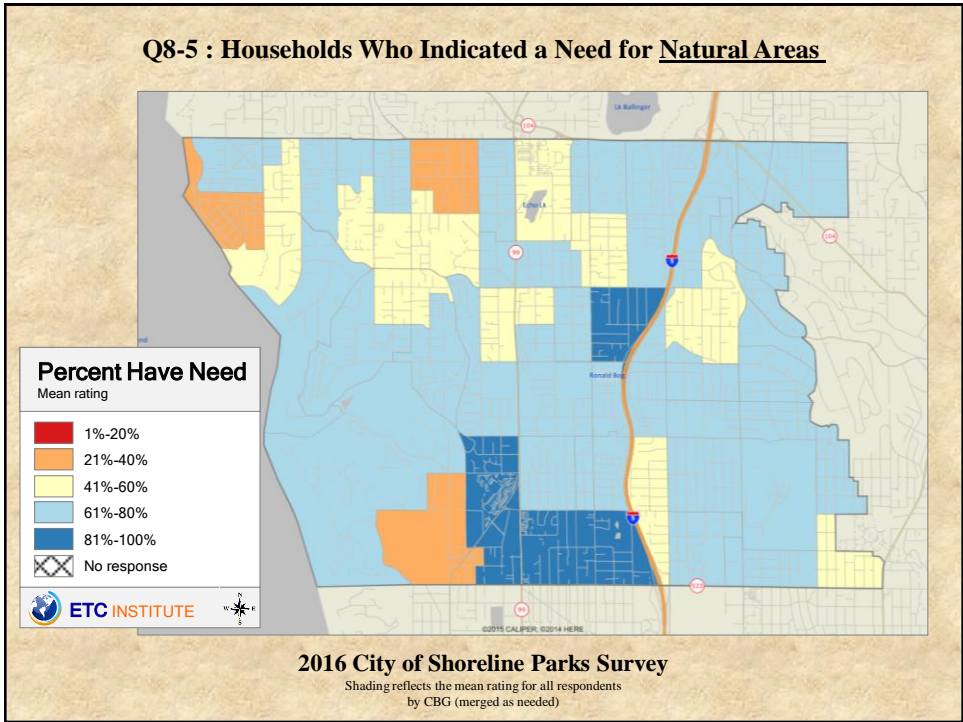 Q8-5 : Households Who Indicated a Need for Natural Areas
Lk Ballinger
104
Echo Lk
104
99
5
nd
Ronald Bog
Percent Have Need
Mean rating
1%-20%
21%-40%
41%-60%
61%-80%
81%-100%
No response
5
ETC INSTITUTE
N
W E
S
523
99
©2015 CALIPER; ©2014 HERE
2016 City of Shoreline Parks Survey
Shading reflects the mean rating for all respondents
by CBG (merged as needed)